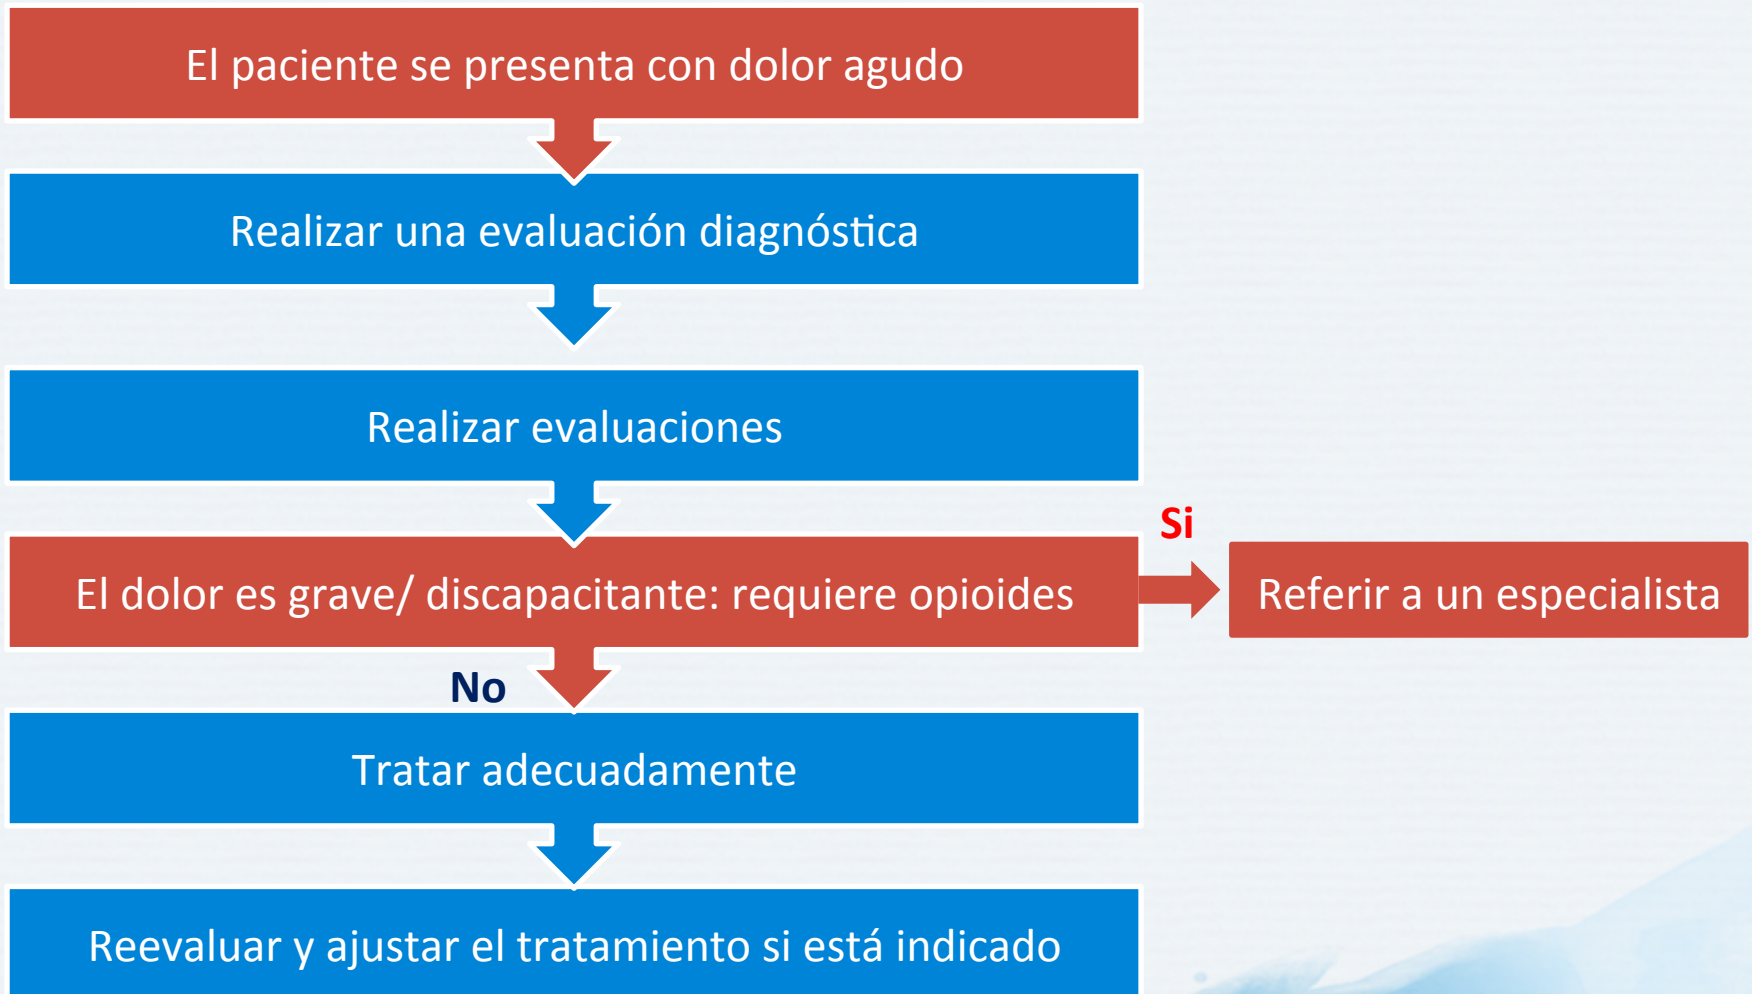 El paciente se presenta con dolor agudo
Realizar una evaluación diagnóstica
Realizar evaluaciones
Si
El dolor es grave/ discapacitante: requiere opioides
Referir a un especialista
No
Tratar adecuadamente
Reevaluar y ajustar el tratamiento si está indicado